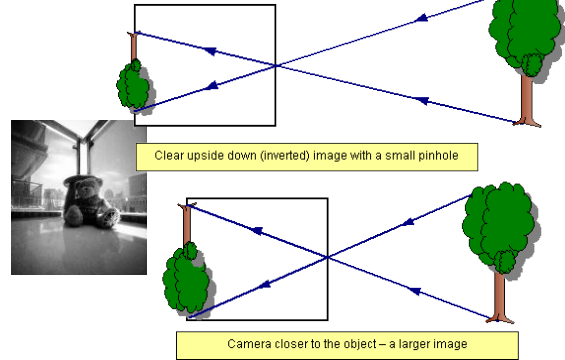 Clear upside down (inverted) image with a small pinhole
Camera closer to the object – a larger image